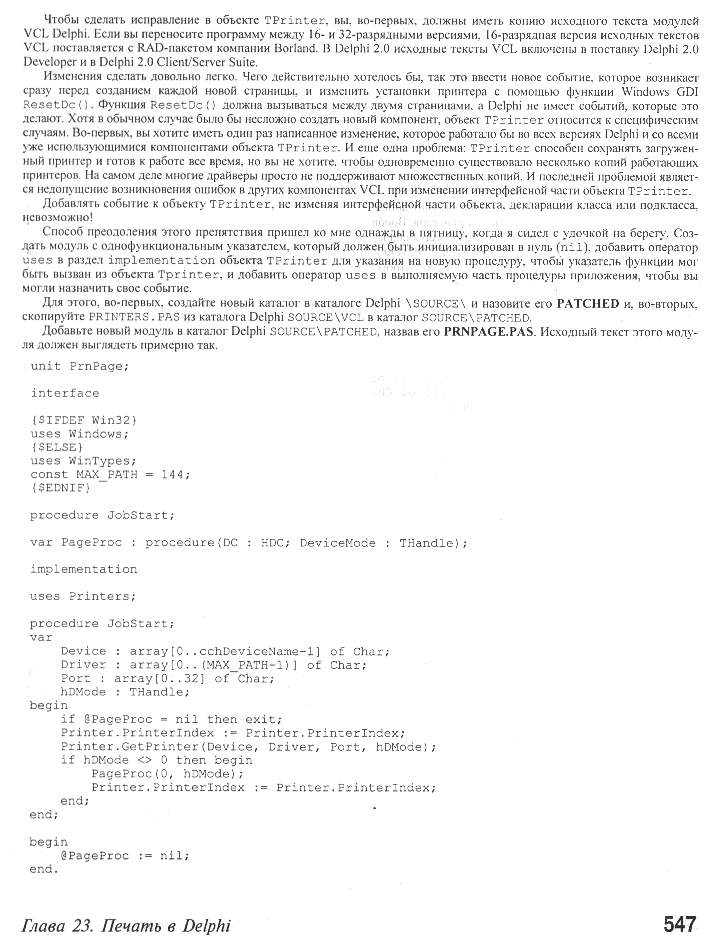 Чтобы сделать исправление в объекте TPrinter, вы, во-первых, должны иметь копию исходного текста модулей
VCL Delphi. Если вы переносите программу между 16- и 32-разрядными версиями, 16-разрядная версия исходных текстов
VCL поставляется с RAD-пакетом компании Borland. В Delphi 2.0 исходные тексты VCL включены в поставку Delphi 2.0
Developer и в Delphi 2.0 Client/Server Suite.
Изменения сделать довольно легко. Чего действительно хотелось бы, так это ввести новое событие, которое возникает
сразу перед созданием каждой новой страницы, и изменить установки принтера с помощью функции Windows GDI
ResetDc(). Функция ResetDc() должна вызываться между двумя страницами, а Delphi не имеет событий, которые это
делают. Хотя в обычном случае было бы несложно создать новый компонент, объект TPrinter относится к специфическим
случаям. Во-первых, вы хотите иметь один раз написанное изменение, которое работало бы во всех версиях Delphi и со всеми
уже использующимися компонентами объекта TPrinter. И еще одна проблема: TPrinter способен сохранять загружен-
ный принтер и готов к работе все время, но вы не хотите, чтобы одновременно существовало несколько копий работающих
принтеров. На самом деле многие драйверы просто не поддерживают множественных копий. И последней проблемой являет-
ся недопущение возникновения ошибок в других компонентах VCL при изменении интерфейсной части объекта TPrinter.
Добавлять событие к объекту TPrinter, не изменяя интерфейсной части объекта, декларации класса или подкласса,
невозможно!
Способ преодоления этого препятствия пришел ко мне однажды в пятницу, когда я сидел с удочкой на берегу. Соз-
дать модуль с однофункциональным указателем, который должен быть инициализирован в нуль (nil), добавить оператор
uses в раздел implementation объекта TPrinter для указания на новую процедуру, чтобы указатель функции мог
быть вызван из объекта Tprinter, и добавить оператор uses в выполняемую часть процедуры приложения, чтобы вы
могли назначить свое событие.
Для этого, во-первых, создайте новый каталог в каталоге Delphi \SOURCE\ и назовите его PATCHED и, во-вторых,
скопируйте PRINTERS.PAS из каталога Delphi SOURCE\VCL в каталог SOURCE\PATCHED.
Добавьте новый модуль в каталог Delphi SOURCE\PATCHED, назвав его PRNPAGE.PAS. Исходный текст этого моду-
ля должен выглядеть примерно так.
unit PrnPage;
interface
{$IFDEF Win32}
uses Windows;
{$ELSE}
uses WinTypes;
const MAX_PATH = 144;
{$EDNIF}
procedure JobStart;
var PageProc : procedure(DC : HDC; DeviceMode : THandle);
implementation
uses Printers;
procedure JobStart;
var
Device : array[0..cchDeviceName-1] of Char;
Driver : array[0..(MAX_PATH-1)] of Char;
Port : array[0..32] of Char;
hDMode : THandle;
begin
if @PageProc = nil then exit;
Printer.PrinterIndex := Printer.PrinterIndex;
Printer.GetPrinter(Device, Driver, Port, hDMode);
if hDMode <> 0 then begin
PageProc(0, hDMode);
Printer.PrinterIndex := Printer.PrinterIndex;
end;
end;
begin
@PageProc := nil;
end.
Глава 23. Печать в Delphi
547